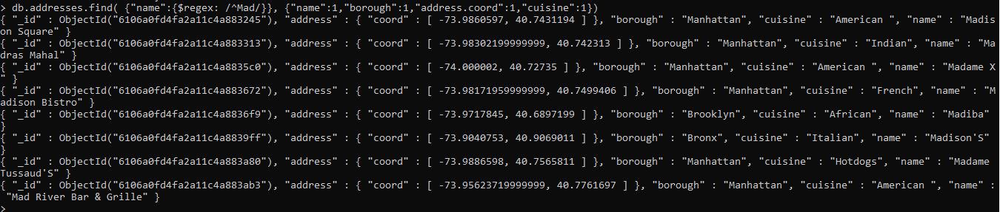 > db.addresses.find( {"name":{$regex: /^Mad/}}, {"name":1,"borough":1,"address.coord":1,"cuisine":1})
{ "_id" : ObjectId("6106a0fd4fa2a11c4a883245"), "address" : { "coord" : [ -73.9860597, 40.7431194 ] }, "borough" : "Manhattan", "cuisine" : "American ", "name" : "Madis
on Square" }
{ "_id" : ObjectId("6106a0fd4fa2a11c4a883313"), "address" : { "coord" : [ -73.98302199999999, 40.742313 ] }, "borough" : "Manhattan", "cuisine" : "Indian", "name" : "Ma
dras Mahal" }
{ "_id" : ObjectId("6106a0fd4fa2a11c4a8835c0"), "address" : { "coord" : [ -74.000002, 40.72735 ] }, "borough" : "Manhattan", "cuisine" : "American ", "name" : "Madame X
" }
{ "_id" : ObjectId("6106a0fd4fa2a11c4a883672"), "address" : { "coord" : [ -73.98171959999999, 40.7499406 ] }, "borough" : "Manhattan", "cuisine" : "French", "name" : "M
adison Bistro" }
{ "_id" : ObjectId("6106a0fd4fa2a11c4a8836f9"), "address" : { "coord" : [ -73.9717845, 40.6897199 ] }, "borough" : "Brooklyn", "cuisine" : "African", "name" : "Madiba"
}
{ "_id" : ObjectId("6106a0fd4fa2a11c4a8839ff"), "address" : { "coord" : [ -73.9040753, 40.9069011 ] }, "borough" : "Bronx", "cuisine" : "Italian", "name" : "Madison'S"
}
{ "_id" : ObjectId("6106a0fd4fa2a11c4a883a80"), "address" : { "coord" : [ -73.9886598, 40.7565811 ] }, "borough" : "Manhattan", "cuisine" : "Hotdogs", "name" : "Madame
Tussaud'S" }
{ "_id" : ObjectId("6106a0fd4fa2a11c4a883ab3"), "address" : { "coord" : [ -73.95623719999999, 40.7761697 ] }, "borough" : "Manhattan", "cuisine" : "American ", "name" :
"Mad River Bar & Grille" }
>